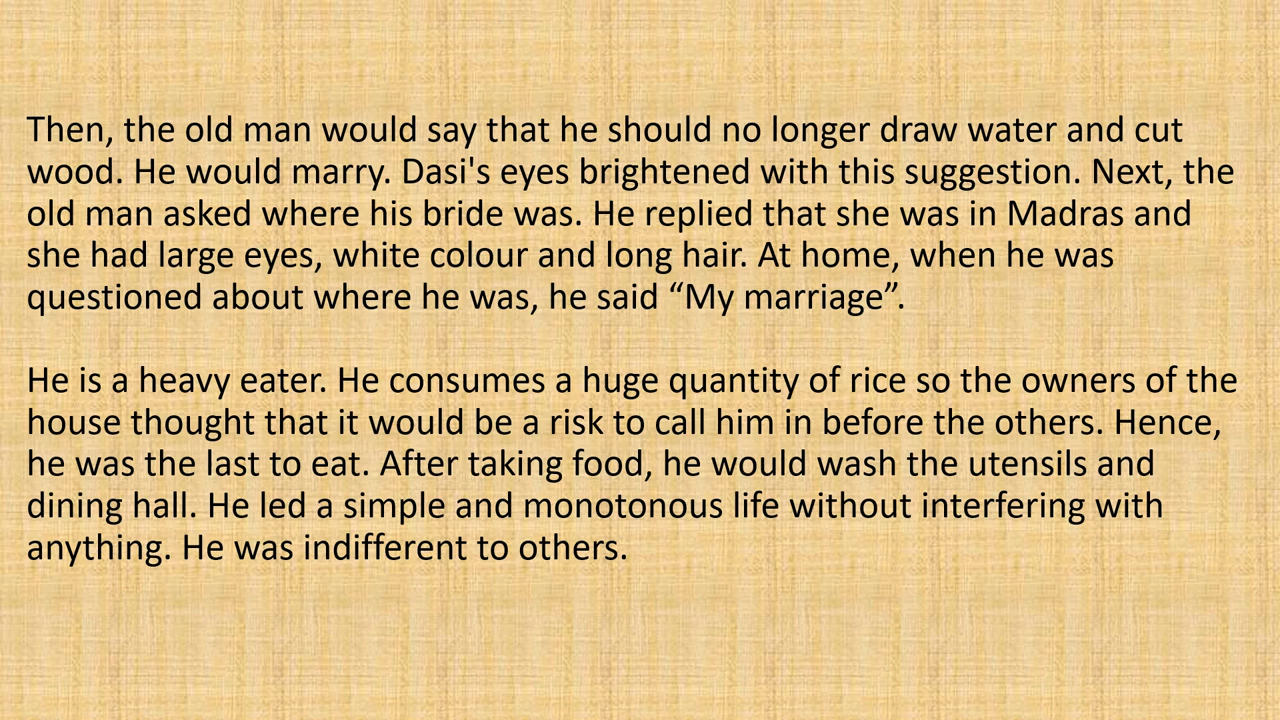 Then, the old man would say that he should no longer draw water and cut
wood. He would marry. Dasi's eyes brightened with this suggestion. Next, the
old man asked where his bride was. He replied that she was in Madras and
she had large eyes, white colour and long hair. At home, when he was
questioned about where he was, he said “My marriage”.
He is a heavy eater. He consumes a huge quantity of rice so the owners of the
house thought that it would be a risk to call him in before the others. Hence,
he was the last to eat. After taking food, he would wash the utensils and
dining hall. He led a simple and monotonous life without interfering with
anything. He was indifferent to others.